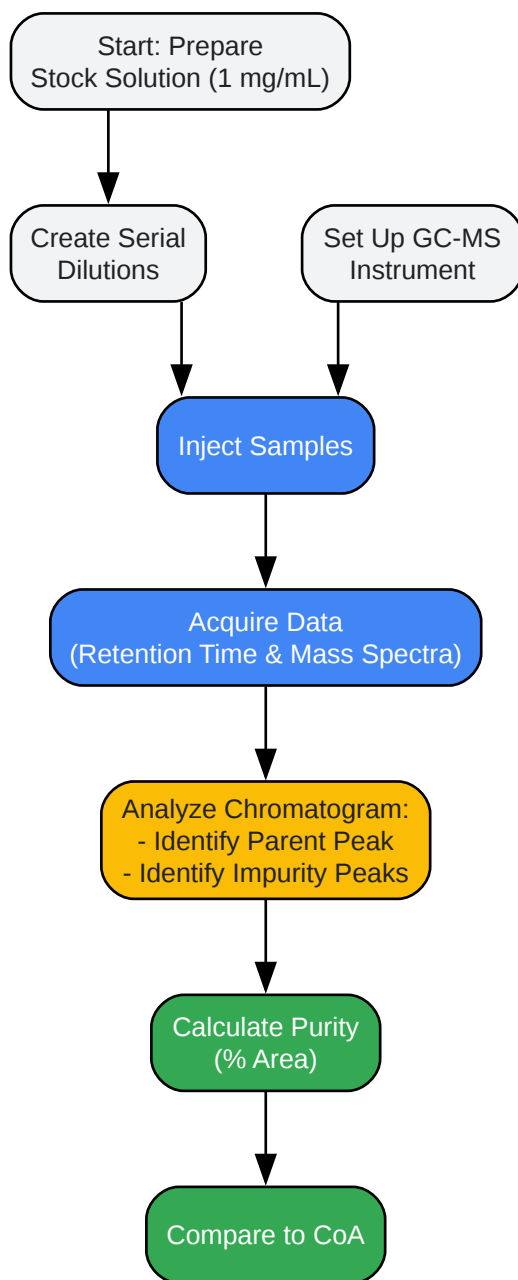 Start: Prepare
Stock Solution (1 mg/mL)
Create Serial
Dilutions
Set Up GC-MS
Instrument
Inject Samples
Acquire Data
(Retention Time & Mass Spectra)
Analyze Chromatogram:
- Identify Parent Peak
- Identify Impurity Peaks
Calculate Purity
(% Area)
Compare to CoA